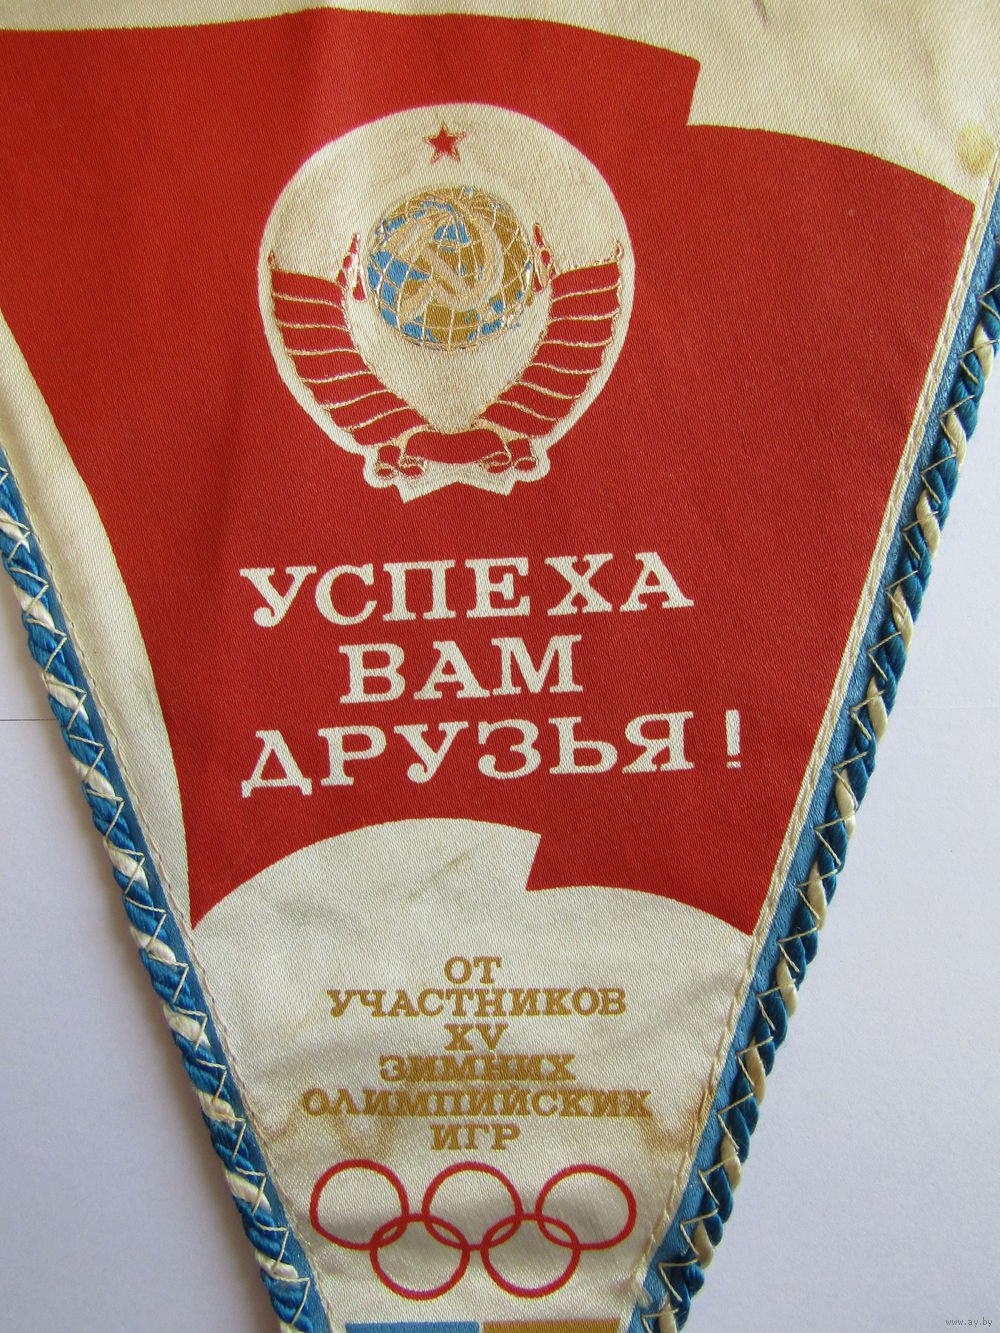 УСПЕХА
ВАМ
ДРУЗЬЯ!
ОТ
УЧАСТНИКОВ
XV
ЗИМНИХ
ОЛИМПИЙСКИХ
ИГР
www.ay.by